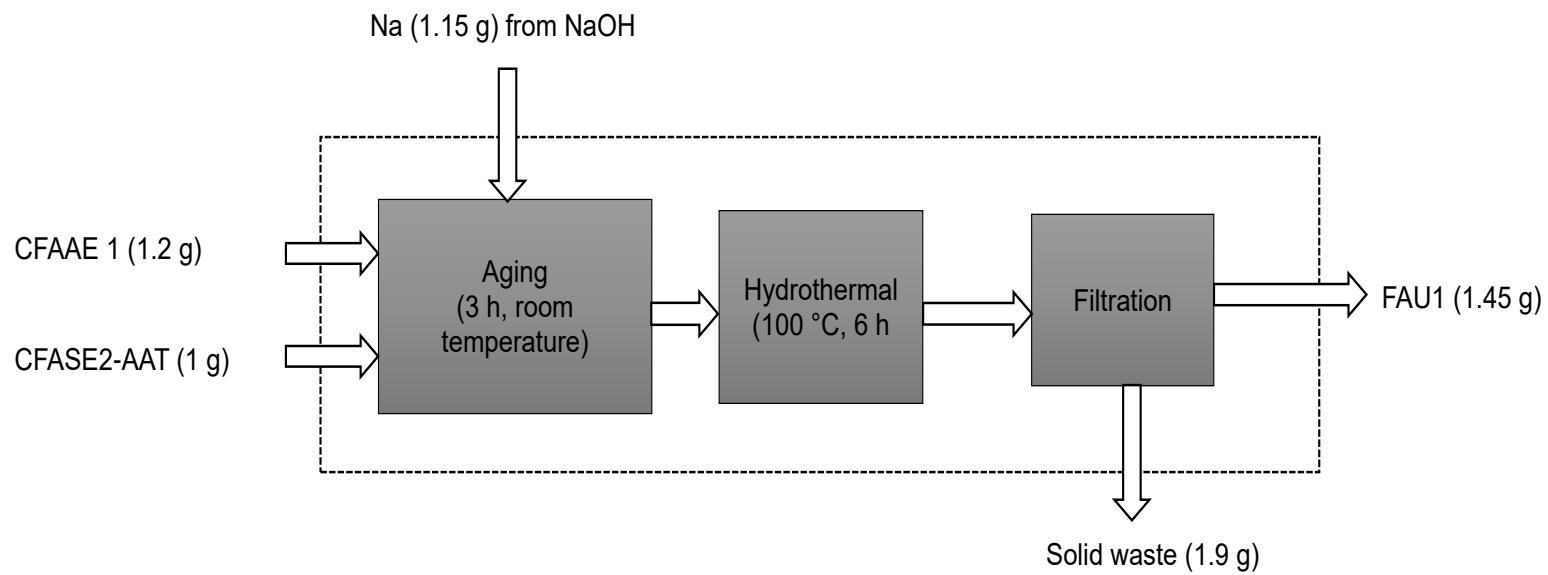 Na (1.15 g) from NaOH
CFAAE 1 (1.2 g)
CFASE2-AAT (1 g)
Aging
(3 h, room
temperature)
Hydrothermal
(100 °C, 6 h
Filtration
FAU1 (1.45 g)
Solid waste (1.9 g)